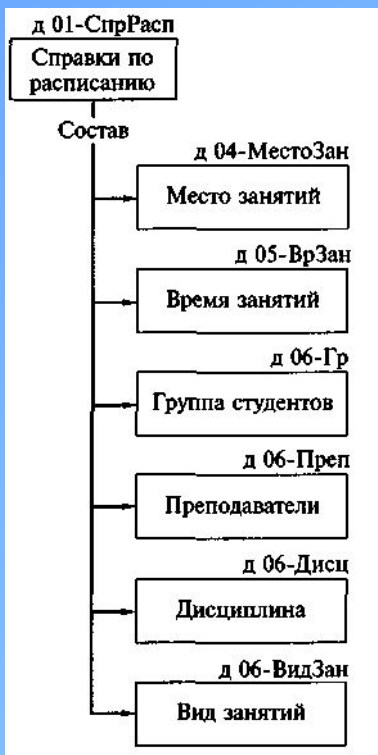 д 01-СпрРасп
Справки по
расписанию
Состав
д 04-МестоЗан
Место занятий
д 05-ВрЗан
Время занятий
д 06-Гр
Группа студентов
д 06-Преп
Преподаватели
д 06-Дисц
Дисциплина
д 06-ВидЗан
Вид занятий